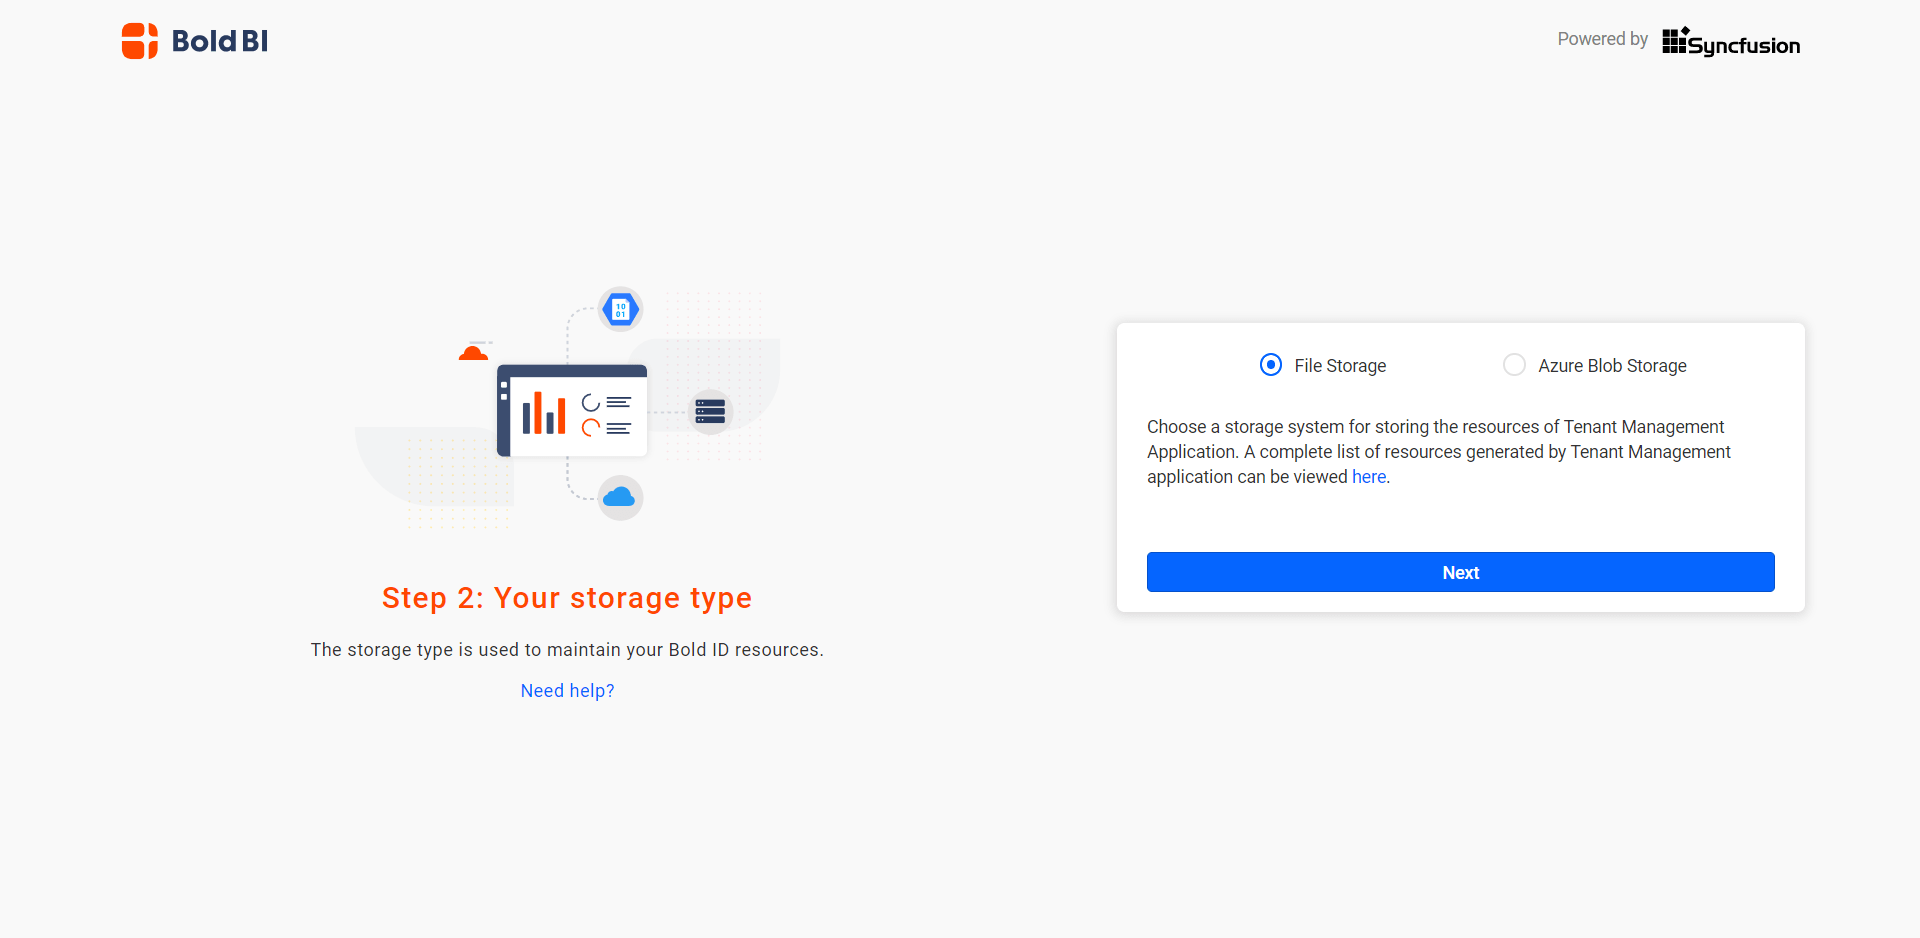 Bold BI
Powered by Syncfusion
10
01
Step 2: Your storage type
The storage type is used to maintain your Bold ID resources.
Need help?
File Storage
Azure Blob Storage
Choose a storage system for storing the resources of Tenant Management
Application. A complete list of resources generated by Tenant Management
application can be viewed here.
Next